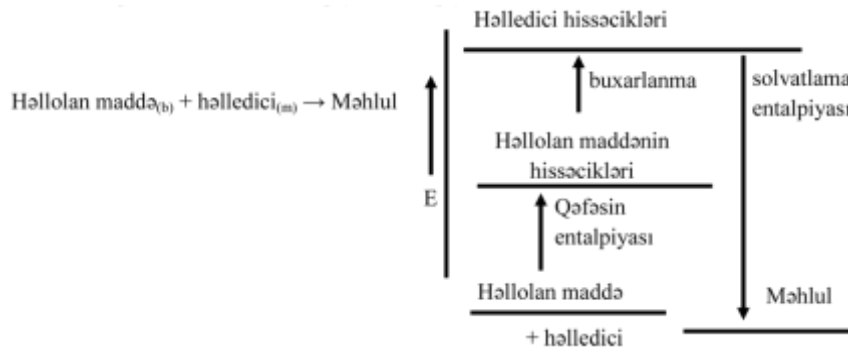 Həlledici hissəcikləri
buxarlanma
solvatlama
entalpiyası
Həllolan maddə(b) + həlledici(m) → Məhlul
Həllolan maddənin
hissəcikləri
E
Qəfəsin
entalpiyası
Həllolan maddə
Məhlul
+ həlledici